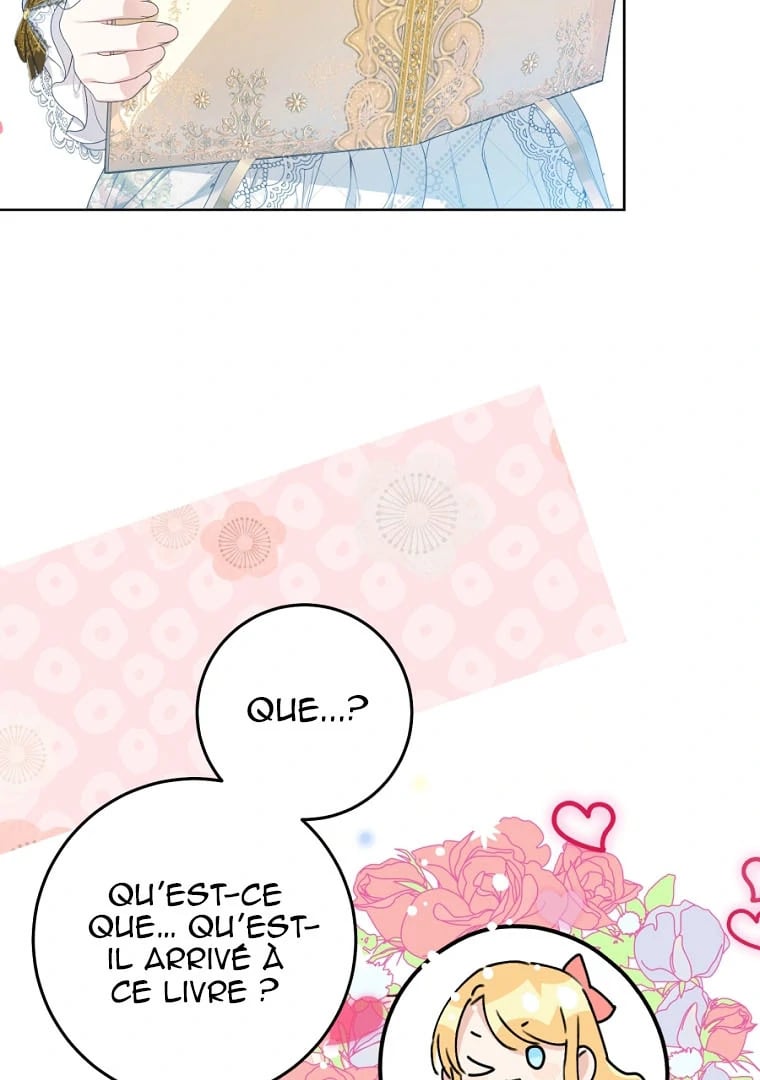 QUE...?
QU'EST-CE
QUE... QU'EST-
IL ARRIVÉ À
CE LIVRE ?